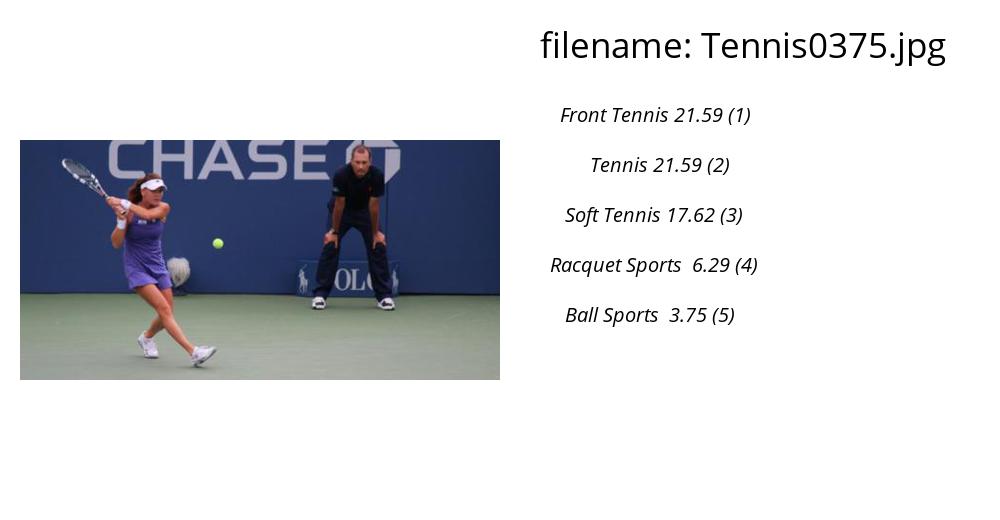 filename: Tennis0375.jpg
Front Tennis 21.59 (1)
Tennis 21.59 (2)
Soft Tennis 17.62 (3)
Racquet Sports 6.29 (4)
Ball Sports 3.75 (5)
CHASE
POLO